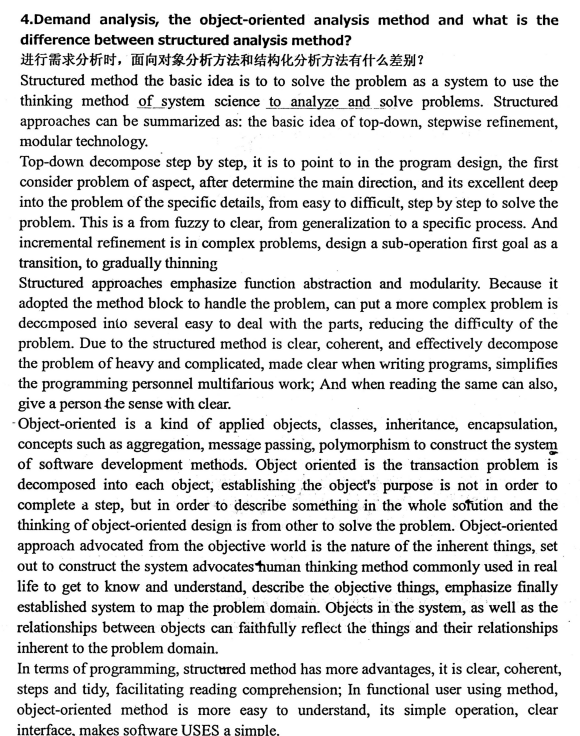 4.Demand analysis, the object-oriented analysis method and what is the
difference between structured analysis method?
进行需求分析时，面向对象分析方法和结构化分析方法有什么差别？
Structured method the basic idea is to to solve the problem as a system to use the
thinking method of system science to analyze and solve problems. Structured
approaches can be summarized as: the basic idea of top-down, stepwise refinement,
modular technology.
Top-down decompose step by step, it is to point to in the program design, the first
consider problem of aspect, after determine the main direction, and its excellent deep
into the problem of the specific details, from easy to difficult, step by step to solve the
problem. This is a from fuzzy to clear, from generalization to a specific process. And
incremental refinement is in complex problems, design a sub-operation first goal as a
transition, to gradually thinning
Structured approaches emphasize function abstraction and modularity. Because it
adopted the method block to handle the problem, can put a more complex problem is
decomposed into several easy to deal with the parts, reducing the difficulty of the
problem. Due to the structured method is clear, coherent, and effectively decompose
the problem of heavy and complicated, made clear when writing programs, simplifies
the programming personnel multifarious work; And when reading the same can also,
give a person the sense with clear.
Object-oriented is a kind of applied objects, classes, inheritance, encapsulation,
concepts such as aggregation, message passing, polymorphism to construct the system
of software development methods. Object oriented is the transaction problem is
decomposed into each object, establishing the object's purpose is not in order to
complete a step, but in order to describe something in the whole solution and the
thinking of object-oriented design is from other to solve the problem. Object-oriented
approach advocated from the objective world is the nature of the inherent things, set
out to construct the system advocates human thinking method commonly used in real
life to get to know and understand, describe the objective things, emphasize finally
established system to map the problem domain. Objects in the system, as well as the
relationships between objects can faithfully reflect the things and their relationships
inherent to the problem domain.
In terms of programming, structured method has more advantages, it is clear, coherent,
steps and tidy, facilitating reading comprehension; In functional user using method,
object-oriented method is more easy to understand, its simple operation, clear
interface, makes software USES a simple.